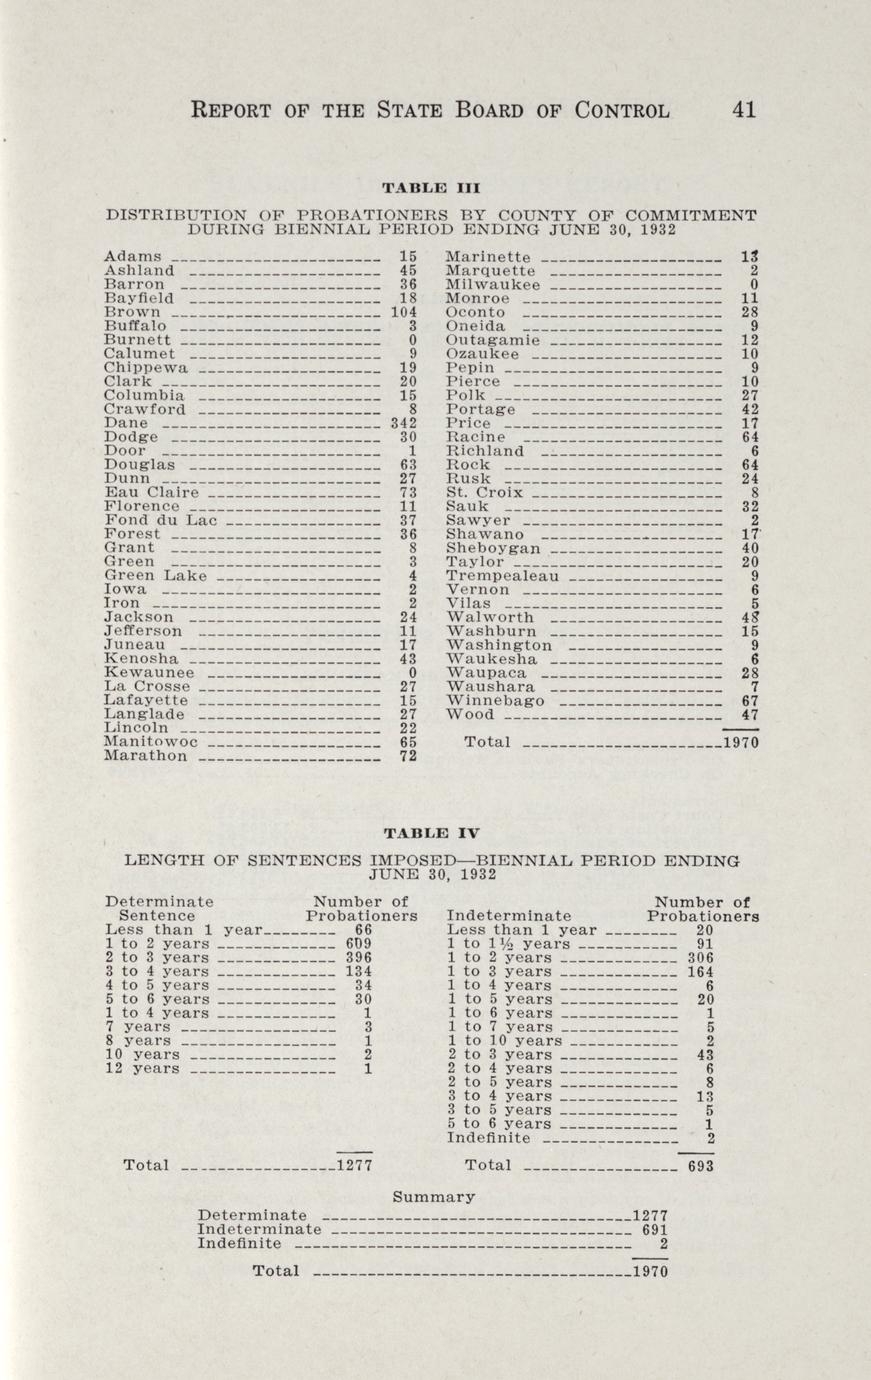 REPORT OF THE STATE BOARD OF CONTROL 41
TABLE III
DISTRIBUTION OF PROBATIONERS BY COUNTY OF COMMITMENT
DURING BIENNIAL PERIOD ENDING JUNE 30, 1932
Adams 15
Ashland 45
Barron 36
Bayfield 18
Brown 104
Buffalo 3
Burnett 0
Calumet 9
Chippewa 19
Clark 20
Columbia 15
Crawford 8
Dane 342
Dodge 30
Door 1
Douglas 63
Dunn 27
Eau Claire 73
Florence 11
Fond du Lac 37
Forest 36
Grant 8
Green 3
Green Lake 4
Iowa 2
Iron 2
Jackson 24
Jefferson 11
Juneau 17
Kenosha 43
Kewaunee 0
La Crosse 27
Lafayette 15
Langlade 27
Lincoln 22
Manitowoc 65
Marathon 72
Marinette 13
Marquette 2
Milwaukee 0
Monroe 11
Oconto 28
Oneida 9
Outagamie 12
Ozaukee 10
Pepin 9
Pierce 10
Polk 27
Portage 42
Price 17
Racine 64
Richland 6
Rock 64
Rusk 24
St. Croix 8
Sauk 32
Sawyer 2
Shawano 17
Sheboygan 40
Taylor 20
Trempealeau 9
Vernon 6
Vilas 5
Walworth 48
Washburn 15
Washington 9
Waukesha 6
Waupaca 28
Waushara 7
Winnebago 67
Wood 47
Total 1970
TABLE IV
LENGTH OF SENTENCES IMPOSED—BIENNIAL PERIOD ENDING
JUNE 30, 1932
Determinate Number of
Sentence Probationers
Less than 1 year 66
1 to 2 years 609
2 to 3 years 396
3 to 4 years 134
4 to 5 years 34
5 to 6 years 30
1 to 4 years 1
7 years 3
8 years 1
10 years 2
12 years 1
Total 1277
Number of
Indeterminate Probationers
Less than 1 year 20
1 to 1½ years 91
1 to 2 years 306
1 to 3 years 164
1 to 4 years 6
1 to 5 years 20
1 to 6 years 1
1 to 7 years 5
1 to 10 years 2
2 to 3 years 43
2 to 4 years 6
2 to 5 years 8
3 to 4 years 13
3 to 5 years 5
5 to 6 years 1
Indefinite 2
Total 693
Summary
Determinate 1277
Indeterminate 691
Indefinite 2
Total 1970